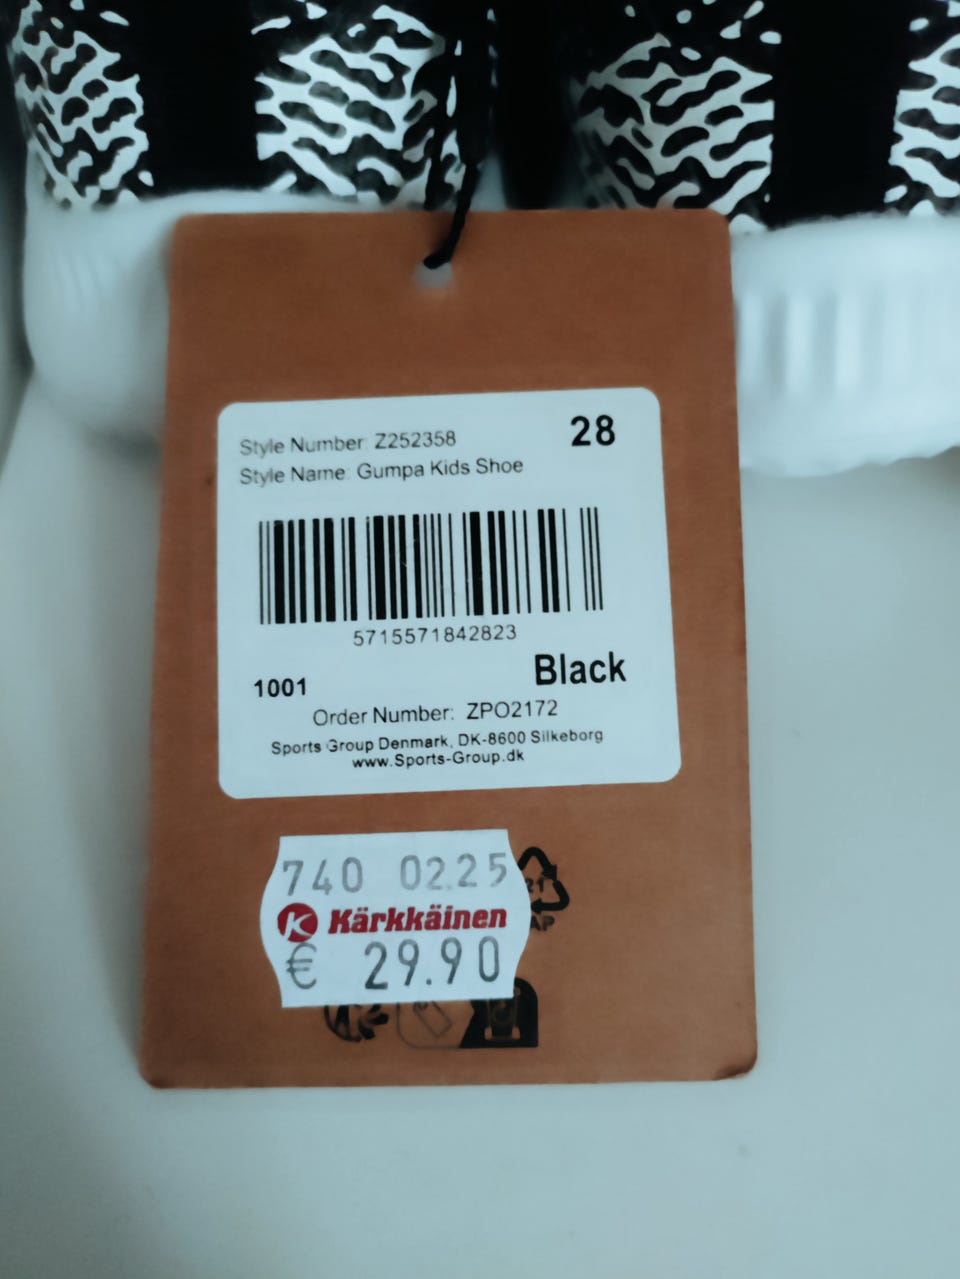 Style Number: Z252358
28
Style Name: Gumpa Kids Shoe
5715571842823
1001
Black
Order Number: ZPO2172
Sports Group Denmark, DK-8600 Silkeborg
www.Sports-Group.dk
740 02.25
K Kärkkäinen
€ 29.90